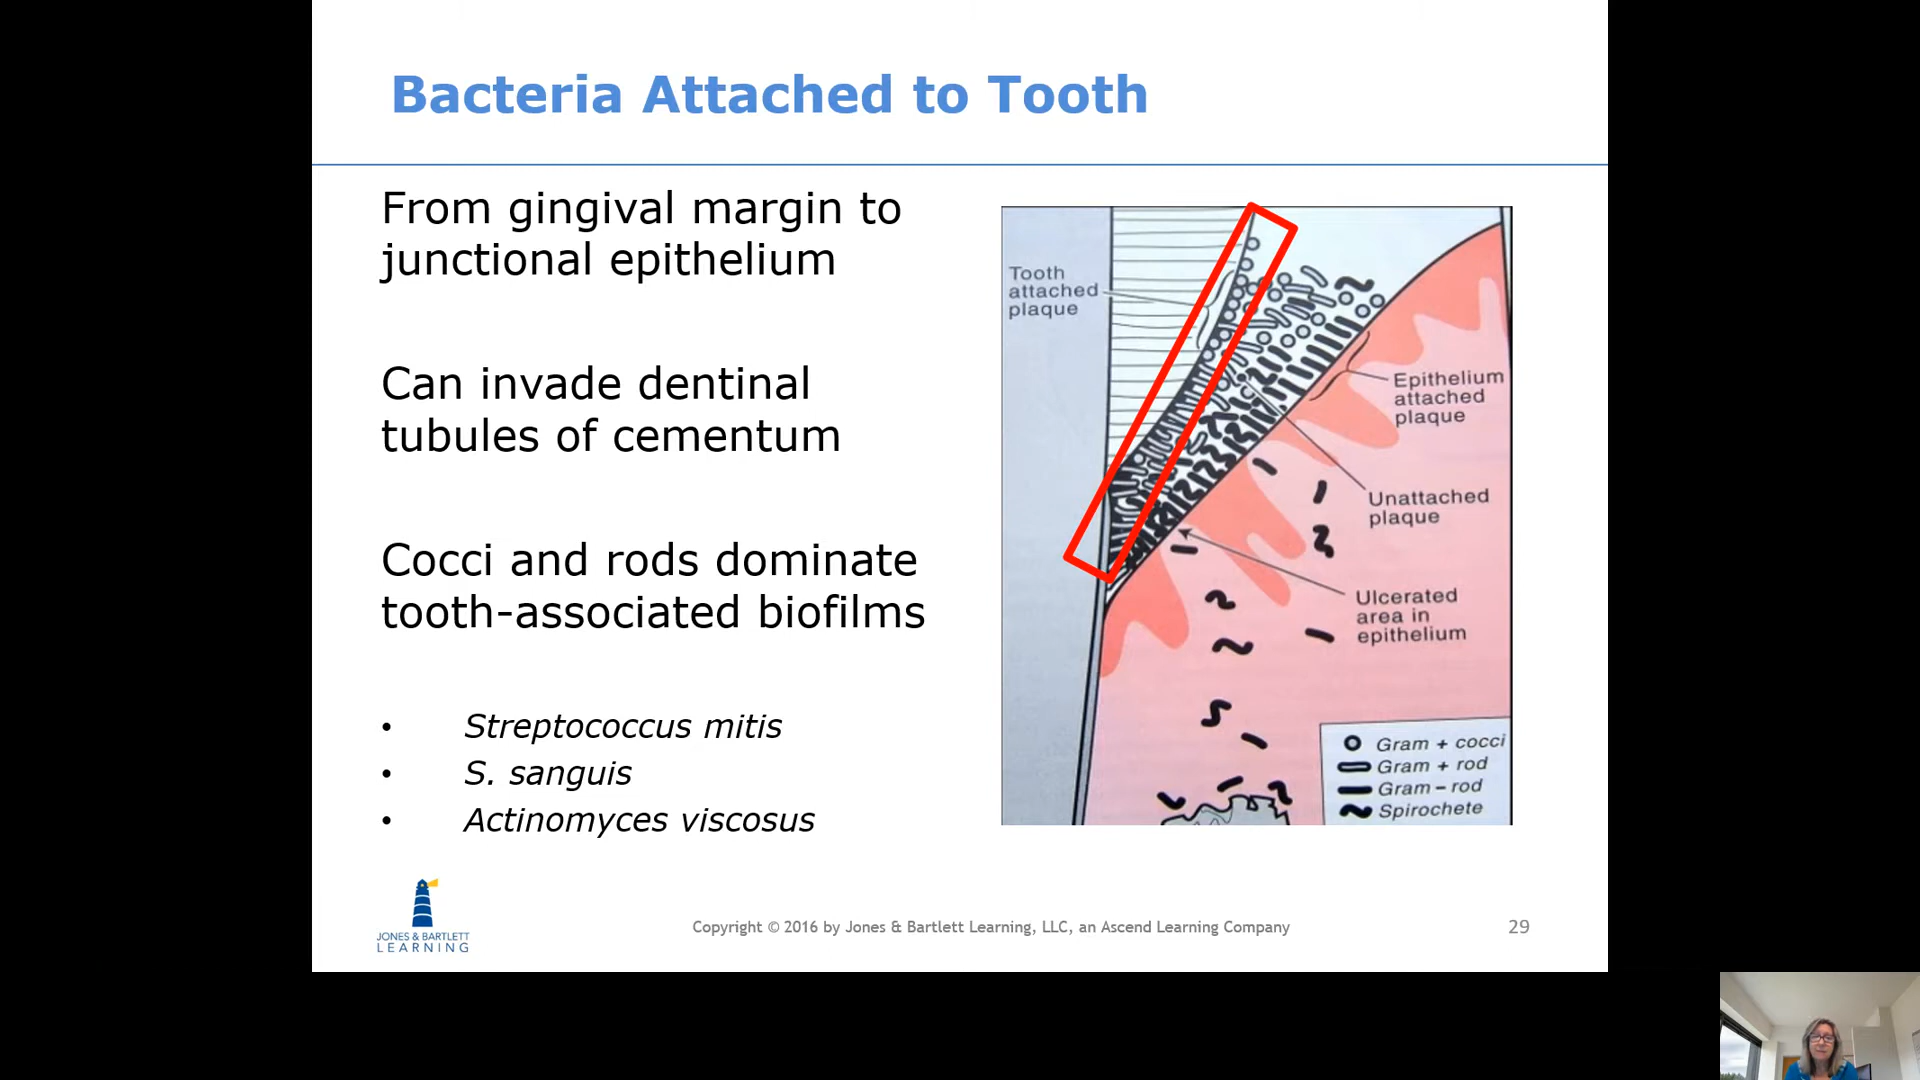 Bacteria Attached to Tooth
From gingival margin to
junctional epithelium
Can invade dentinal
tubules of cementum
Cocci and rods dominate
tooth-associated biofilms
• Streptococcus mitis
• S. sanguis
• Actinomyces viscosus
Tooth
attached
plaque
Epithelium
attached
plaque
Unattached
plaque
Ulcerated
area in
epithelium
Gram + cocci
Gram + rod
Gram – rod
Spirochete
JONES & BARTLETT
LEARNING
Copyright © 2016 by Jones & Bartlett Learning, LLC, an Ascend Learning Company
29